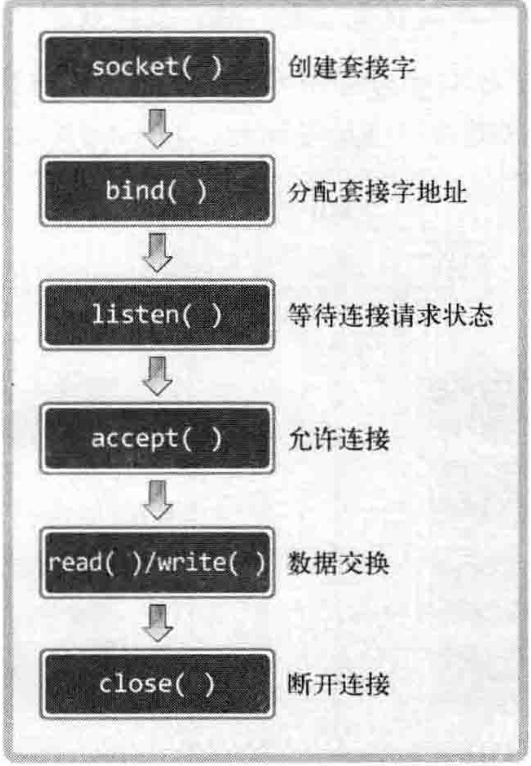 socket( ) 创建套接字
bind( ) 分配套接字地址
listen( ) 等待连接请求状态
accept( ) 允许连接
read( )/write( ) 数据交换
close( ) 断开连接